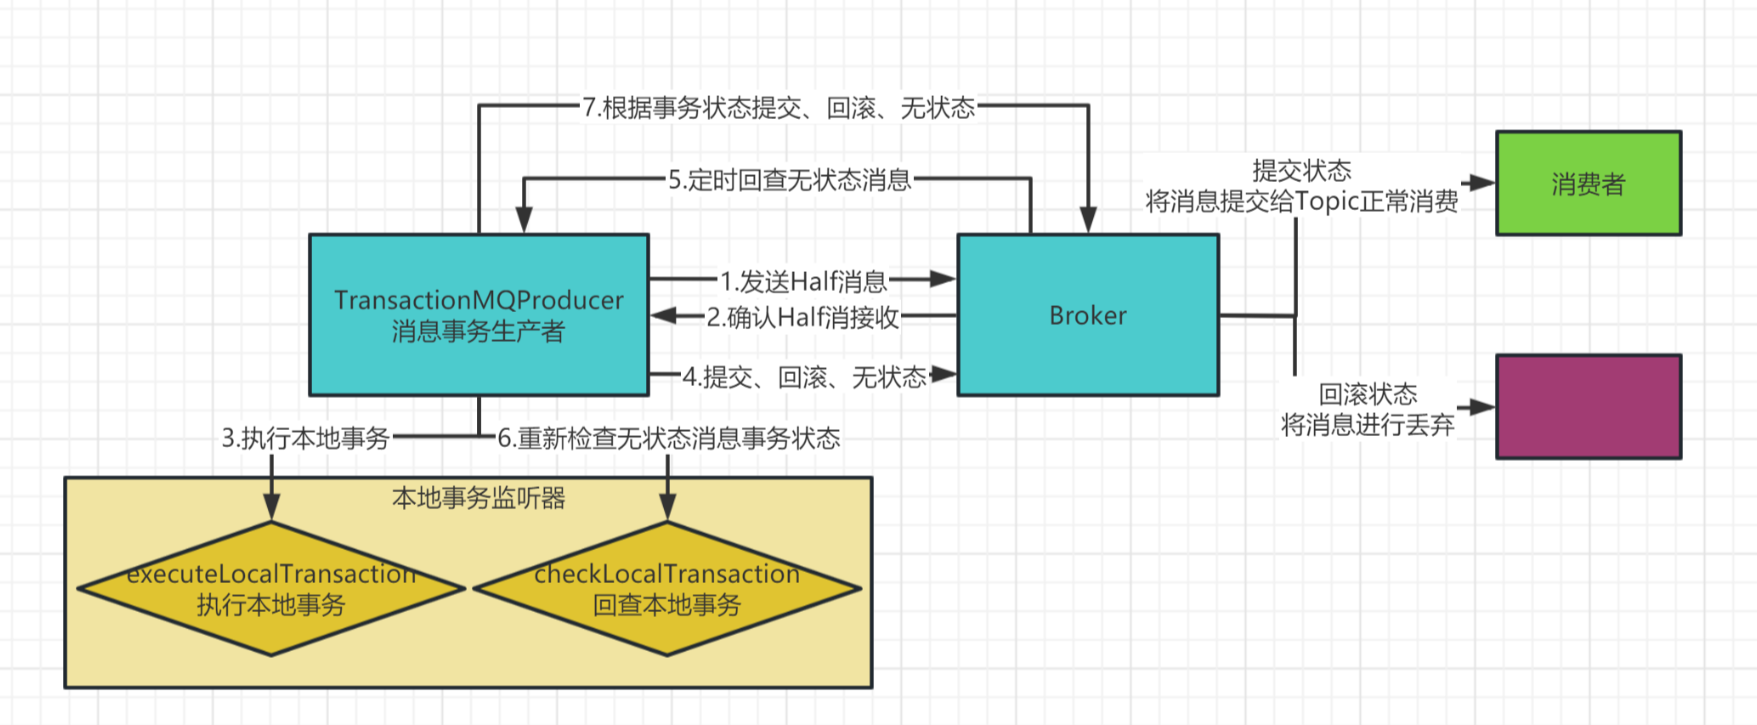 7.根据事务状态提交、回滚、无状态
5.定时回查无状态消息
提交状态
将消息提交给Topic正常消费
消费者
TransactionMQProducer
消息事务生产者
1.发送Half消息
2.确认Half消接收
4.提交、回滚、无状态
Broker
回滚状态
将消息进行丢弃
3.执行本地事务
6.重新检查无状态消息事务状态
本地事务监听器
executeLocalTransaction
执行本地事务
checkLocalTransaction
回查本地事务